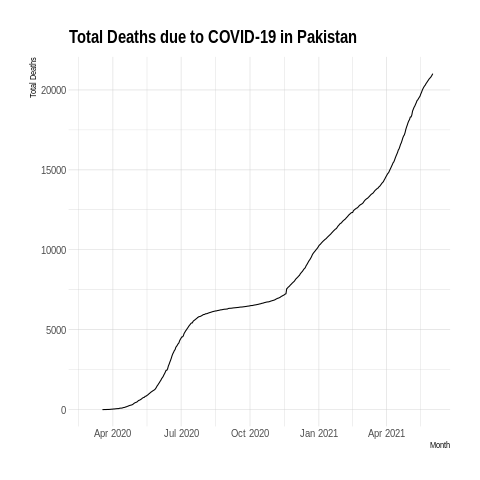 Total Deaths due to COVID-19 in Pakistan
Total Deaths
20000
15000
10000
5000
0
Apr 2020 Jul 2020 Oct 2020 Jan 2021 Apr 2021
Month